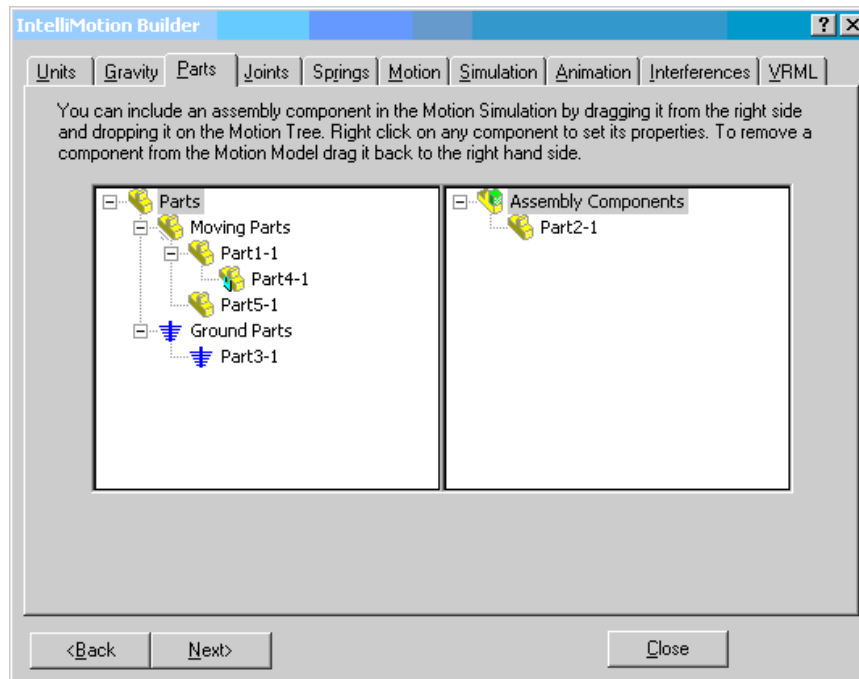 IntelliMotion Builder
? X
Units Gravity Parts Joints Springs Motion Simulation Animation Interferences VRML
You can include an assembly component in the Motion Simulation by dragging it from the right side
and dropping it on the Motion Tree. Right click on any component to set its properties. To remove a
component from the Motion Model drag it back to the right hand side.
Parts
Moving Parts
Part1-1
Part4-1
Part5-1
Ground Parts
Part3-1
Assembly Components
Part2-1
<Back Next> Close